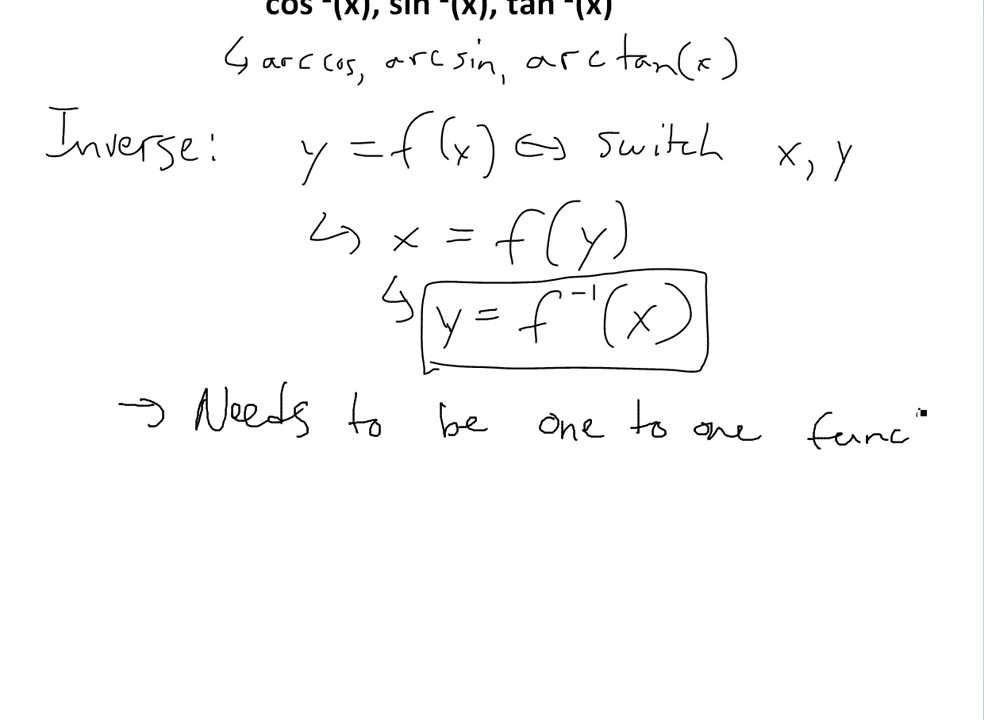 cos⁻¹(x), sin⁻¹(x), tan⁻¹(x)
↳ arccos, arcsin, arctan(x)
Inverse: y = f(x) ⇔ switch x, y
↳ x = f(y)
↳ y = f⁻¹(x)
→ Needs to be one to one func